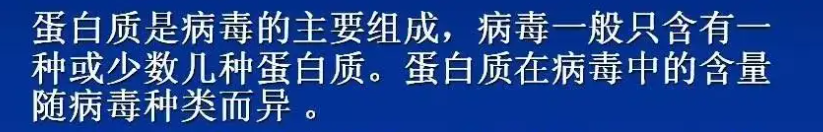 蛋白质是病毒的主要组成，病毒一般只含有一
种或少数几种蛋白质。蛋白质在病毒中的含量
随病毒种类而异 。